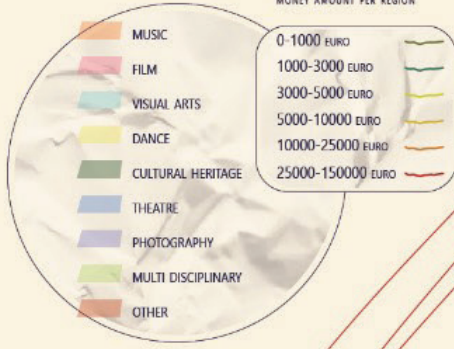 MONEY AMOUNT PER REGION
MUSIC
FILM
VISUAL ARTS
DANCE
CULTURAL HERITAGE
THEATRE
PHOTOGRAPHY
MULTI DISCIPLINARY
OTHER
0-1000 EURO
1000-3000 EURO
3000-5000 EURO
5000-10000 EURO
10000-25000 EURO
25000-150000 EURO